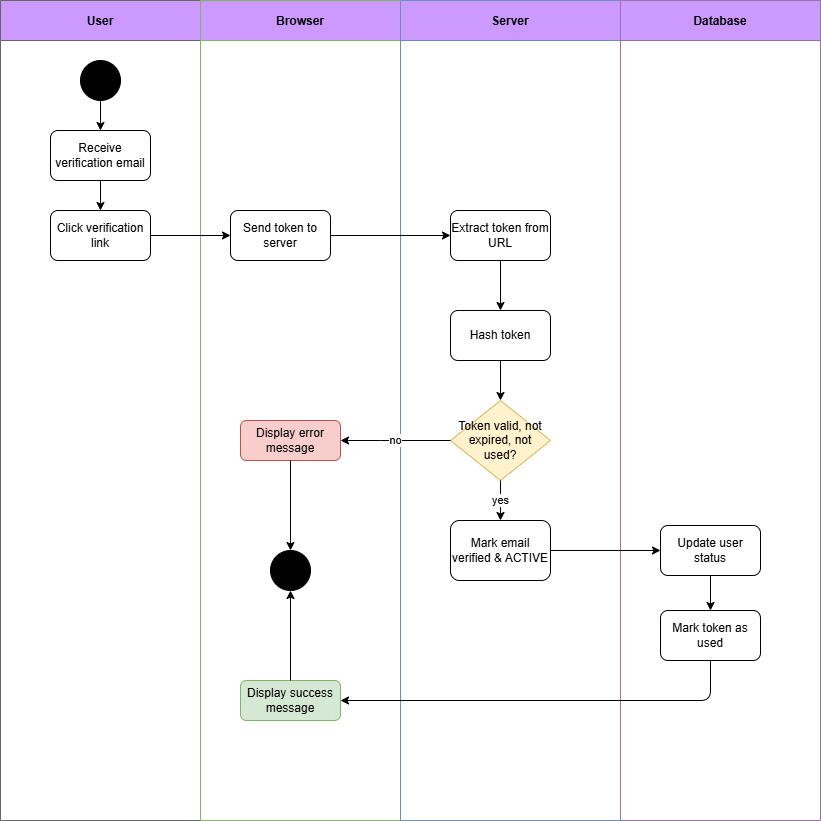 User
Browser
Server
Database
Receive
verification email
Click verification
link
Send token to
server
Extract token from
URL
Hash token
Token valid, not
expired, not
used?
no
Display error
message
yes
Mark email
verified & ACTIVE
Update user
status
Mark token as
used
Display success
message